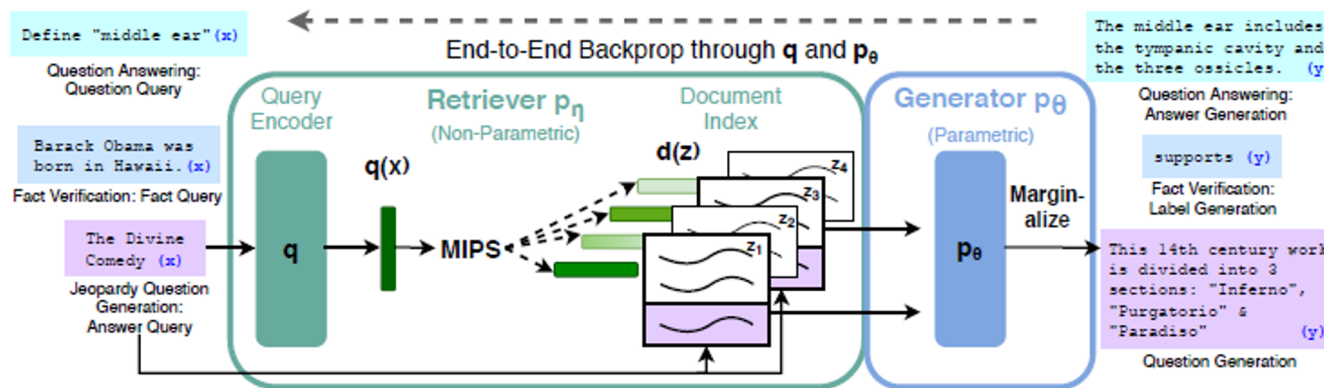 Define "middle ear"(x)
Question Answering:
Question Query
Barack Obama was
born in Hawaii.(x)
Fact Verification: Fact Query
The Divine
Comedy (x)
Jeopardy Question
Generation:
Answer Query
End-to-End Backprop through q and pθ
Query
Encoder
q
q(x)
Retriever pη
(Non-Parametric)
MIPS
Document
Index
d(z)
z4
z3
z2
z1
Generator pθ
(Parametric)
pθ
Margin-
alize
The middle ear includes
the tympanic cavity and
the three ossicles. (y
Question Answering:
Answer Generation
supports (y)
Fact Verification:
Label Generation
This 14th century work
is divided into 3
sections: "Inferno",
"Purgatorio" &
"Paradiso" (y)
Question Generation